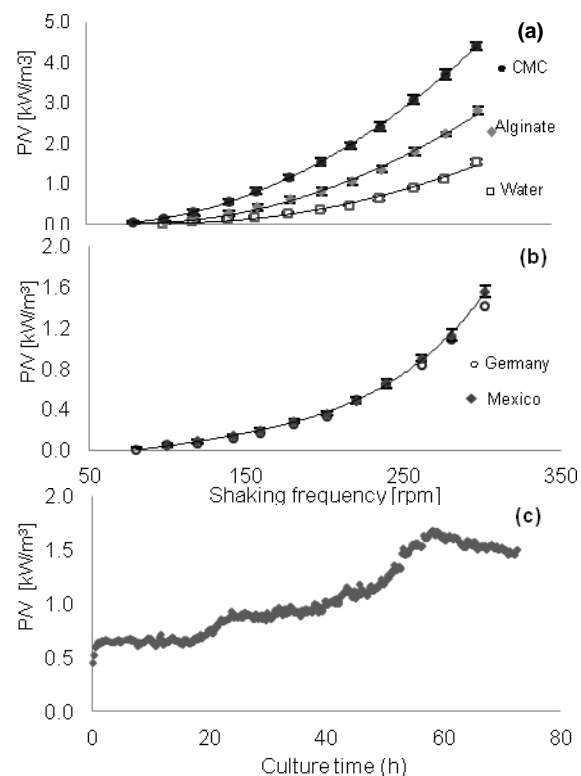 (a)
5.0
4.0
3.0
2.0
1.0
0.0
P/V [kW/m3]
CMC
Alginate
Water
(b)
2.0
1.6
1.2
0.8
0.4
0.0
P/V [kW/m³]
Germany
Mexico
50 150 250 350
Shaking frequency [rpm]
(c)
2.0
1.5
1.0
0.5
0.0
P/V [kW/m³]
0 20 40 60 80
Culture time (h)